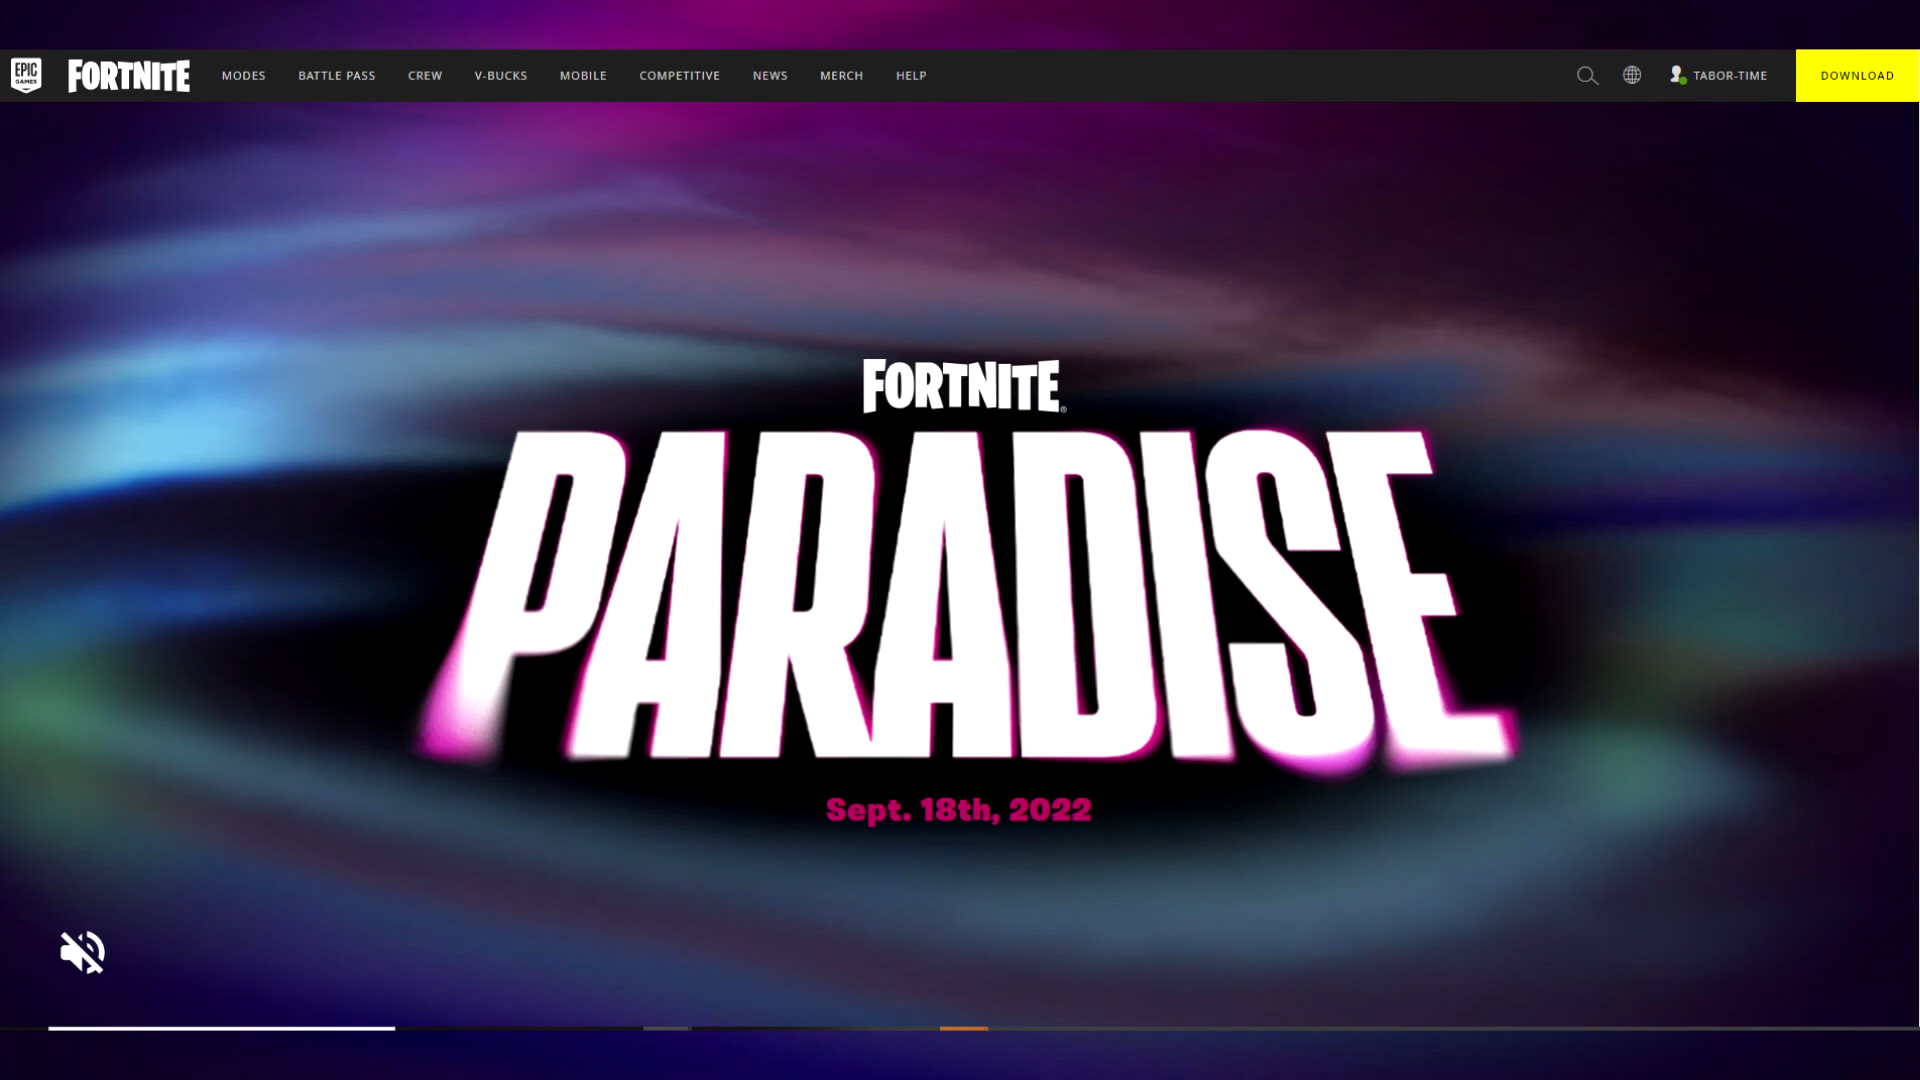 EPIC GAMES FORTNITE MODES BATTLE PASS CREW V-BUCKS MOBILE COMPETITIVE NEWS MERCH HELP TABOR-TIME DOWNLOAD
FORTNITE®
PARADISE
Sept. 18th, 2022